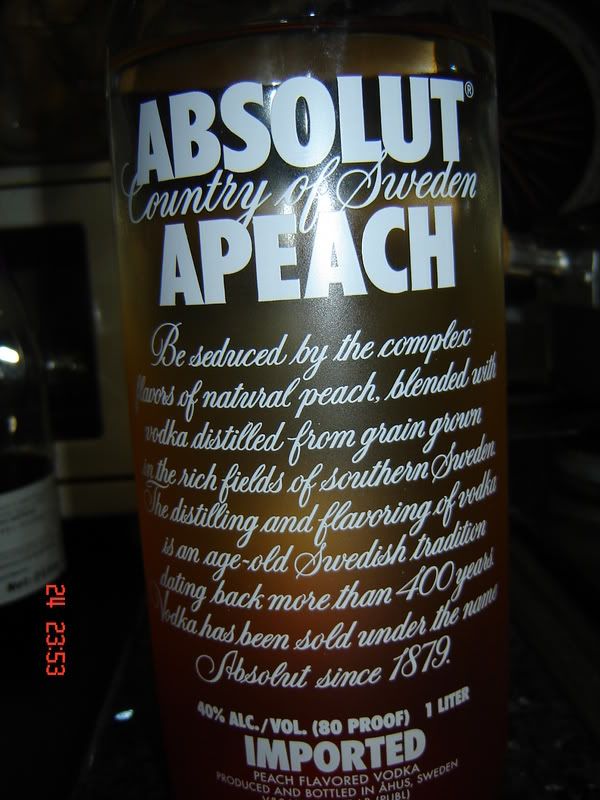 ABSOLUT®
Country of Sweden
APEACH
Be seduced by the complex
flavors of natural peach, blended with
vodka distilled from grain grown
in the rich fields of southern Sweden.
The distilling and flavoring of vodka
is an age-old Swedish tradition
dating back more than 400 years.
Vodka has been sold under the name
Absolut since 1879.
40% ALC./VOL. (80 PROOF) 1 LITER
IMPORTED
PEACH FLAVORED VODKA
PRODUCED AND BOTTLED IN ÅHUS, SWEDEN
(PUBL)
24 23:53